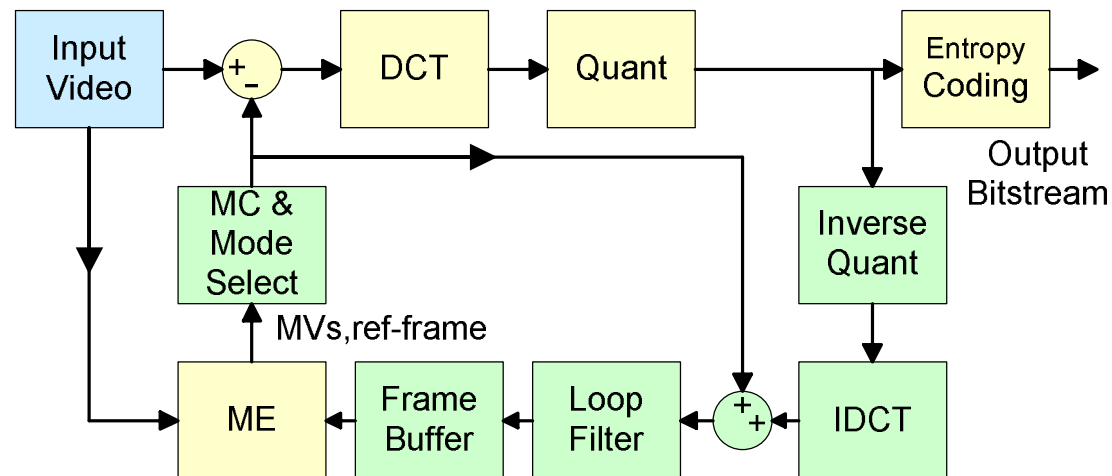 Input
Video
+
-
DCT
Quant
Entropy
Coding
Output
Bitstream
MC &
Mode
Select
Inverse
Quant
MVs,ref-frame
ME
Frame
Buffer
Loop
Filter
+
+
IDCT